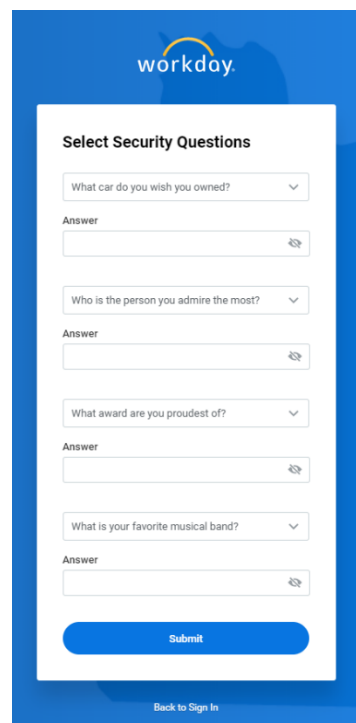 workday.
Select Security Questions
What car do you wish you owned?
Answer
Who is the person you admire the most?
Answer
What award are you proudest of?
Answer
What is your favorite musical band?
Answer
Submit
Back to Sign In